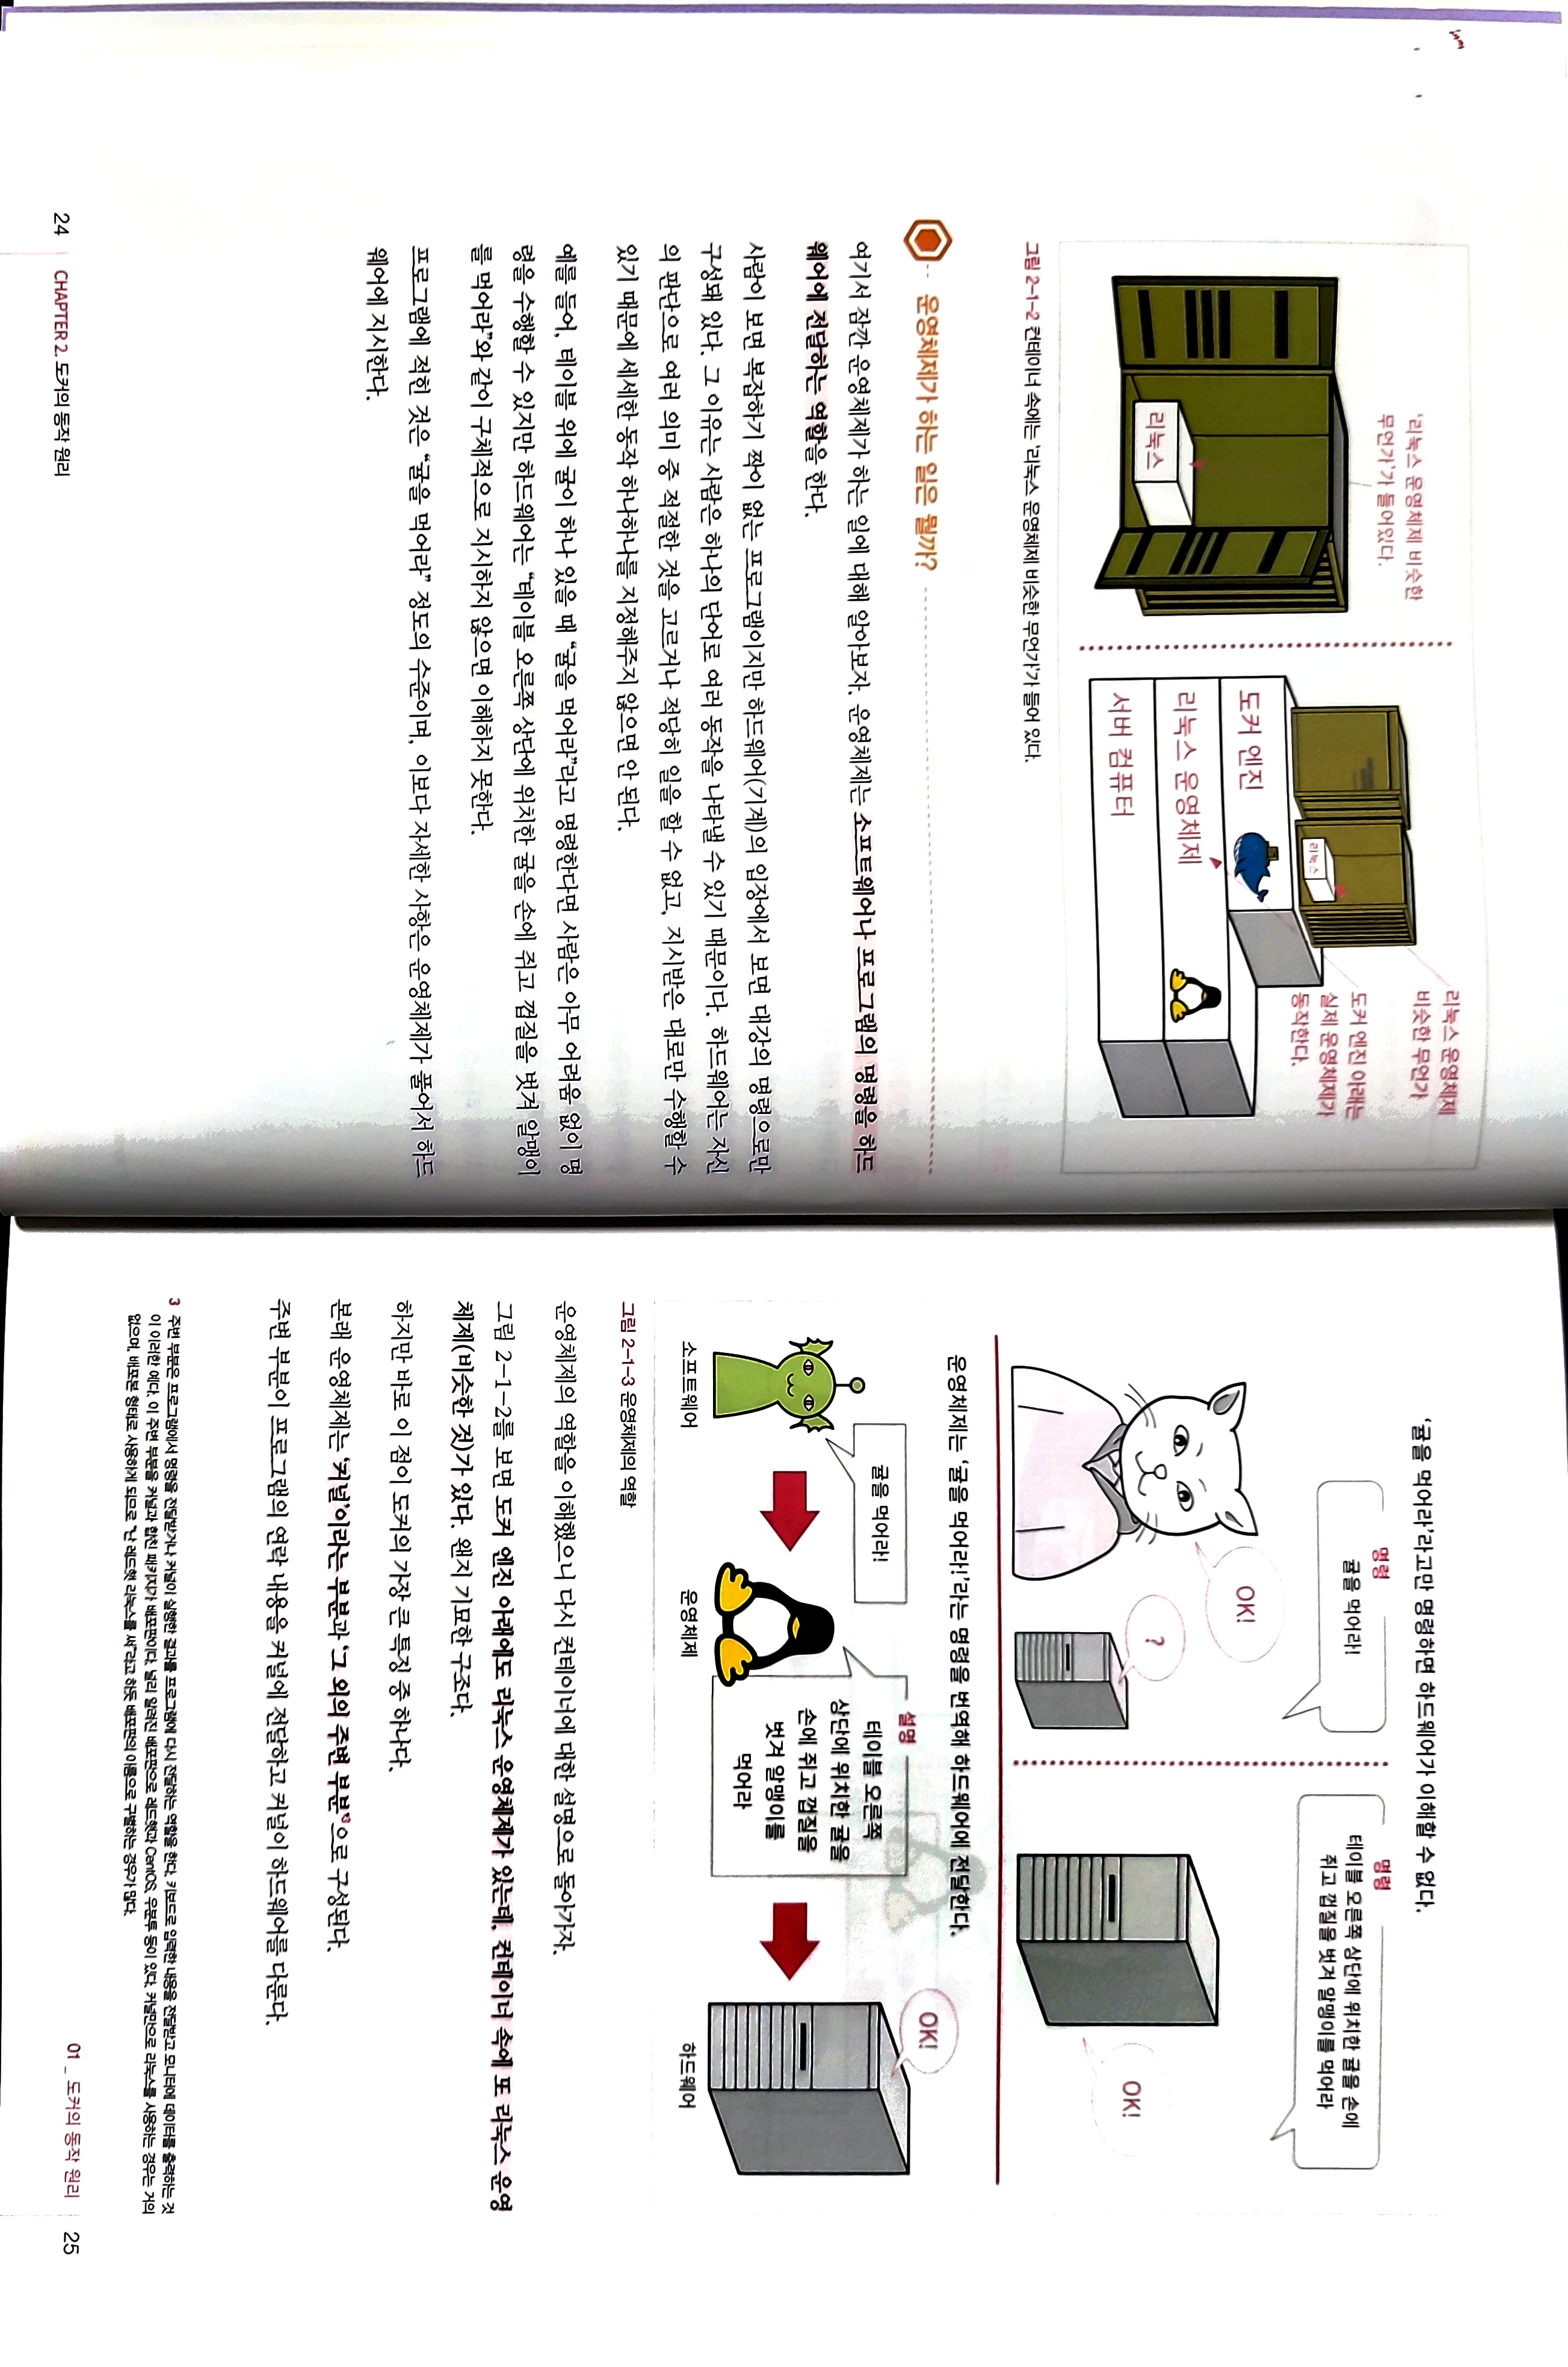 '리눅스 운영체제 비슷한
무언가'가 들어있다.
리눅스
리눅스 운영체제
비슷한 무언가
도커 엔진 아래는
실제 운영체제가
동작한다.
리눅스
도커 엔진
리눅스 운영체제
서버 컴퓨터
그림 2-1-2 컨테이너 속에는 '리눅스 운영체제 비슷한 무언가'가 들어 있다.
운영체제가 하는 일은 뭘까?
여기서 잠깐 운영체제가 하는 일에 대해 알아보자. 운영체제는 소프트웨어나 프로그램의 명령을 하드
웨어에 전달하는 역할을 한다.
사람이 보면 복잡하기 짝이 없는 프로그램이지만 하드웨어(기계)의 입장에서 보면 대강의 명령으로만
구성돼 있다. 그 이유는 사람은 하나의 단어로 여러 동작을 나타낼 수 있기 때문이다. 하드웨어는 자신
의 판단으로 여러 의미 중 적절한 것을 고르거나 적당히 일을 할 수 없고, 지시받은 대로만 수행할 수
있기 때문에 세세한 동작 하나하나를 지정해주지 않으면 안 된다.
예를 들어, 테이블 위에 귤이 하나 있을 때 “귤을 먹어라”라고 명령한다면 사람은 아무 어려움 없이 명
령을 수행할 수 있지만 하드웨어는 “테이블 오른쪽 상단에 위치한 귤을 손에 쥐고 껍질을 벗겨 알맹이
를 먹어라”와 같이 구체적으로 지시하지 않으면 이해하지 못한다.
프로그램에 적힌 것은 “귤을 먹어라” 정도의 수준이며, 이보다 자세한 사항은 운영체제가 풀어서 하드
웨어에 지시한다.
24 CHAPTER 2. 도커의 동작 원리
'귤을 먹어라'라고만 명령하면 하드웨어가 이해할 수 없다.
명령
귤을 먹어라!
OK!
?
명령
테이블 오른쪽 상단에 위치한 귤을 손에
쥐고 껍질을 벗겨 알맹이를 먹어라
OK!
운영체제는 '귤을 먹어라!'라는 명령을 번역해 하드웨어에 전달한다.
귤을 먹어라!
설명
테이블 오른쪽
상단에 위치한 귤을
손에 쥐고 껍질을
벗겨 알맹이를
먹어라
OK!
소프트웨어
운영체제
하드웨어
그림 2-1-3 운영체제의 역할
운영체제의 역할을 이해했으니 다시 컨테이너에 대한 설명으로 돌아가자.
그림 2-1-2를 보면 도커 엔진 아래에도 리눅스 운영체제가 있는데, 컨테이너 속에 또 리눅스 운영
체제(비슷한 것)가 있다. 왠지 기묘한 구조다.
하지만 바로 이 점이 도커의 가장 큰 특징 중 하나다.
본래 운영체제는 '커널'이라는 부분과 '그 외의 주변 부분'3으로 구성된다.
주변 부분이 프로그램의 연락 내용을 커널에 전달하고 커널이 하드웨어를 다룬다.
3 주변 부분은 프로그램에서 명령을 전달받거나 커널이 실행한 결과를 프로그램에 다시 전달하는 역할을 한다. 키보드로 입력한 내용을 전달받고 모니터에 데이터를 출력하는 것
이 이러한 예다. 이 주변 부분을 커널과 합친 패키지가 배포판이다. 널리 알려진 배포판으로 레드햇과 CentOS, 우분투 등이 있다. 커널만으로 리눅스를 사용하는 경우는 거의
없으며, 배포본 형태로 사용하게 되므로 “난 레드햇 리눅스를 써”라고 하듯 배포판의 이름으로 구별하는 경우가 많다.
01 _ 도커의 동작 원리 25